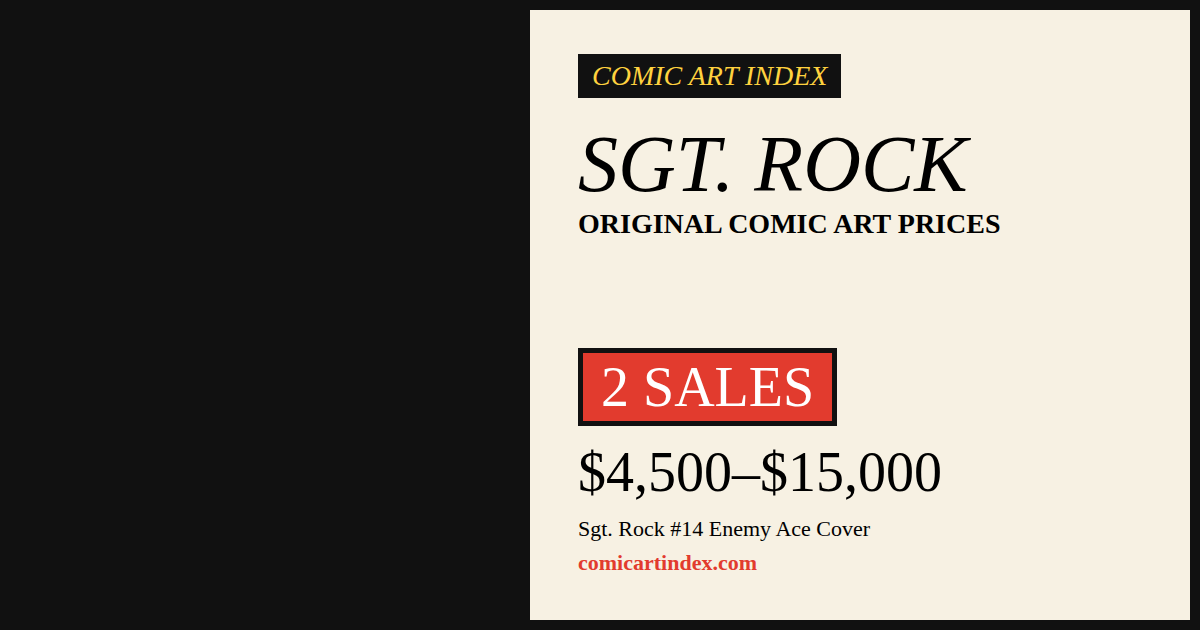 COMIC ART INDEX
SGT. ROCK
ORIGINAL COMIC ART PRICES
2 SALES
$4,500–$15,000
Sgt. Rock #14 Enemy Ace Cover
comicartindex.com